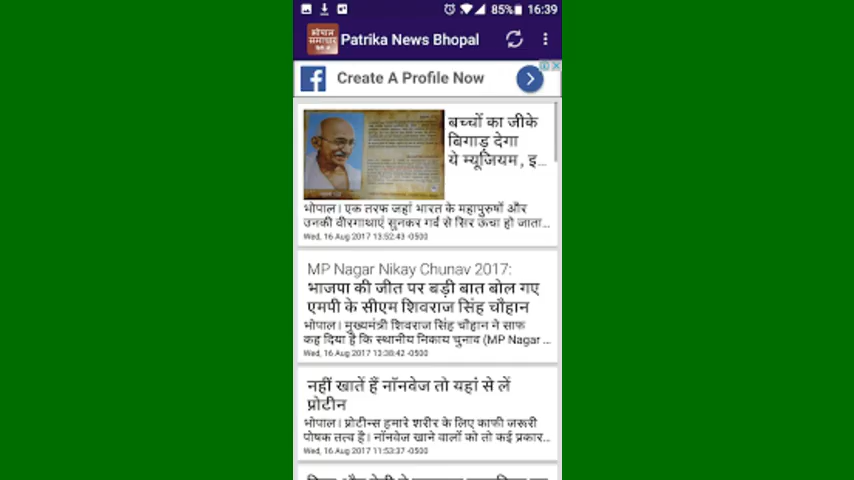 85% 16:39
भोपाल
समाचार
Patrika News Bhopal
Create A Profile Now
बच्चों का जीके
बिगाड़ देगा
ये म्यूजियम, इ...
भोपाल। एक तरफ जहां भारत के महापुरुषों और
उनकी वीरगाथाएं सुनकर गर्व से सिर ऊंचा हो जाता...
Wed, 16 Aug 2017 13:52:43 -0500
MP Nagar Nikay Chunav 2017:
भाजपा की जीत पर बड़ी बात बोल गए
एमपी के सीएम शिवराज सिंह चौहान
भोपाल। मुख्यमंत्री शिवराज सिंह चौहान ने साफ
कह दिया है कि स्थानीय निकाय चुनाव (MP Nagar ...
Wed, 16 Aug 2017 13:38:42 -0500
नहीं खातें हैं नॉनवेज तो यहां से लें
प्रोटीन
भोपाल। प्रोटीन्स हमारे शरीर के लिए काफी जरूरी
पोषक तत्व है। नॉनवेज खाने वालों को तो कई प्रकार...
Wed, 16 Aug 2017 11:53:37 -0500